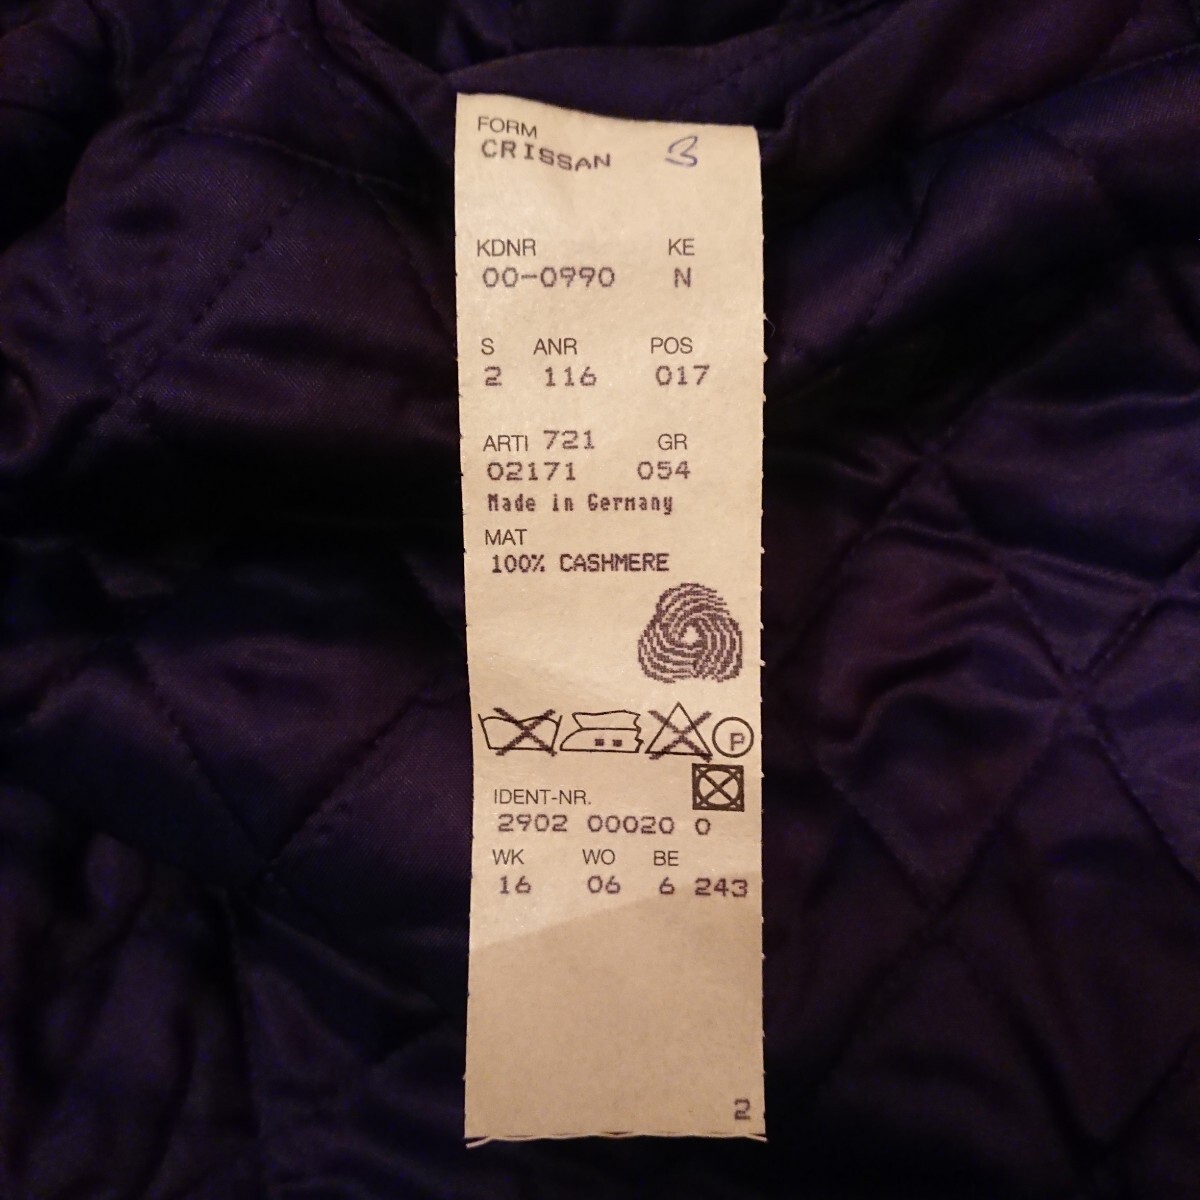 FORM
CRISSAN 3
KDNR KE
00-0990 N
S ANR POS
2 116 017
ARTI 721 GR
02171 054
Made in Germany
MAT
100% CASHMERE
P
IDENT-NR.
2902 00020 0
WK WO BE
16 06 6 243
2